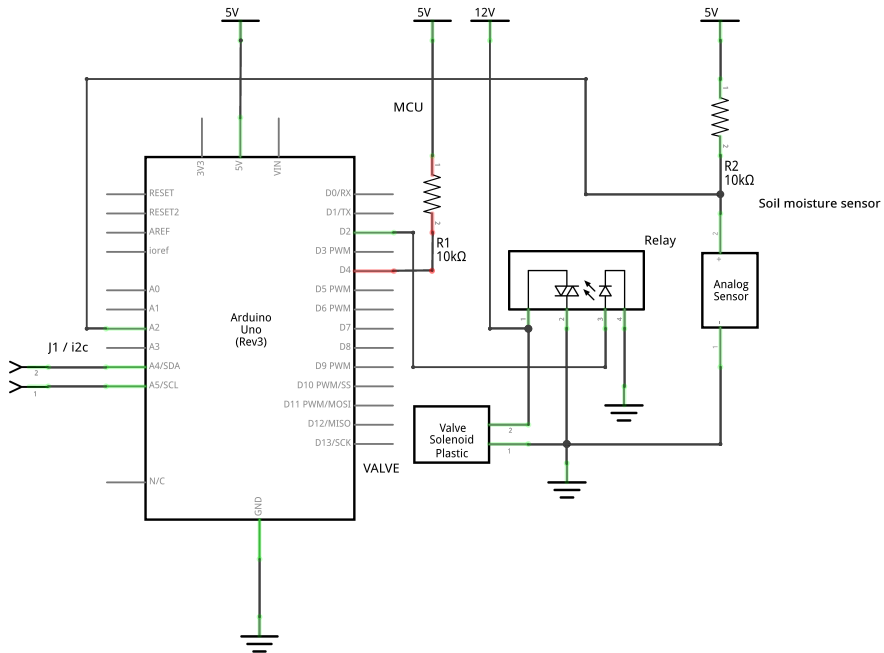 5V
5V
12V
5V
MCU
1
2
R2
10kΩ
Soil moisture sensor
3V3
5V
VIN
RESET
RESET2
AREF
ioref
A0
A1
A2
A3
A4/SDA
A5/SCL
N/C
D0/RX
D1/TX
D2
D3 PWM
D4
D5 PWM
D6 PWM
D7
D8
D9 PWM
D10 PWM/SS
D11 PWM/MOSI
D12/MISO
D13/SCK
GND
Arduino
Uno
(Rev3)
1
2
R1
10kΩ
Relay
1
2
3
4
2
+
Analog
Sensor
-
1
J1 / i2c
2
1
Valve
Solenoid
Plastic
2
1
VALVE